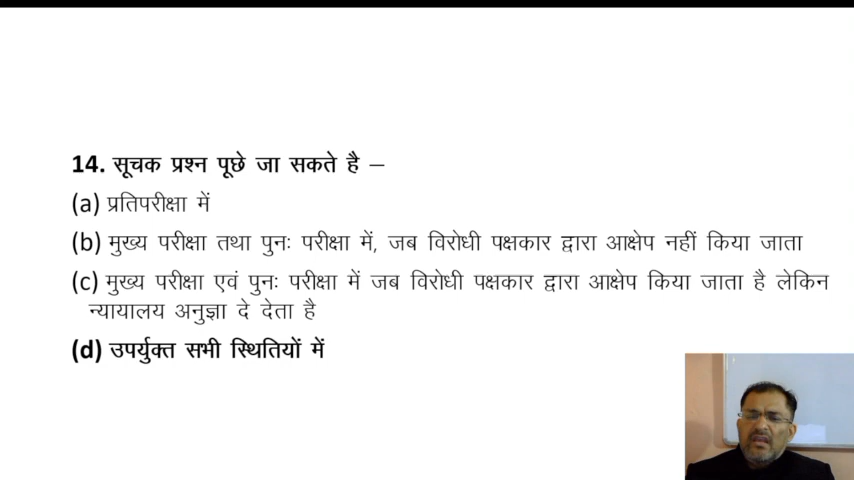 14. सूचक प्रश्न पूछे जा सकते है –
(a) प्रतिपरीक्षा में
(b) मुख्य परीक्षा तथा पुनः परीक्षा में, जब विरोधी पक्षकार द्वारा आक्षेप नहीं किया जाता
(c) मुख्य परीक्षा एवं पुनः परीक्षा में जब विरोधी पक्षकार द्वारा आक्षेप किया जाता है लेकिन
न्यायालय अनुज्ञा दे देता है
(d) उपर्युक्त सभी स्थितियों में